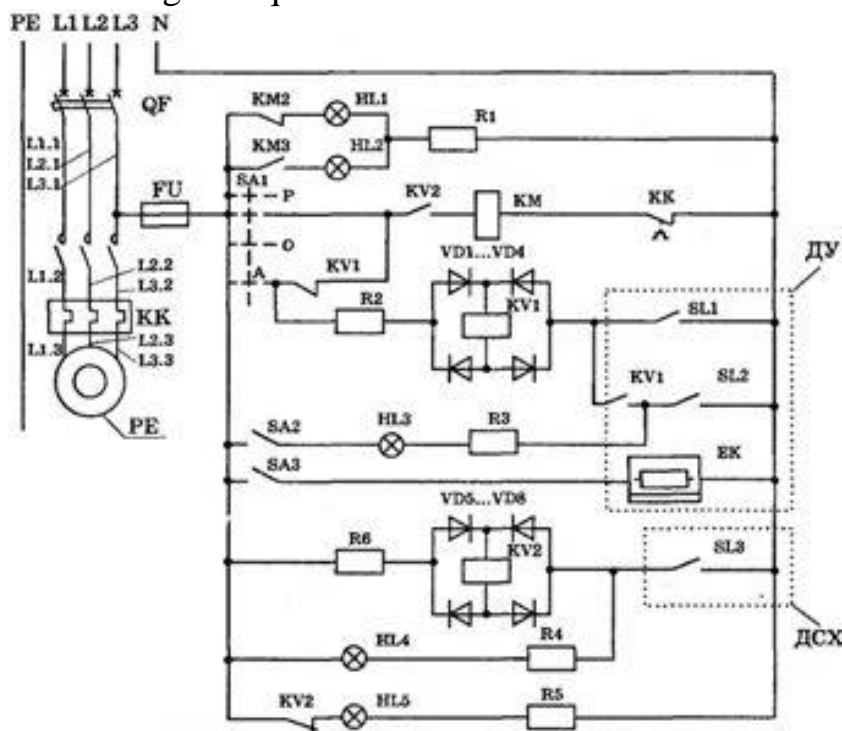 PE L1 L2 L3 N
QF
L1.1
L2.1
L3.1
FU
KM2 HL1
R1
KM3 HL2
SA1
P
KV2 KM KK
O
A
KV1
VD1...VD4
ДУ
L1.2
L2.2
L3.2
R2
KV1
SL1
KK
L1.3
L2.3
L3.3
KV1 SL2
PE
SA2 HL3 R3
SA3 EK
VD5...VD8
R6
KV2
SL3
ДСХ
HL4 R4
KV2 HL5 R5